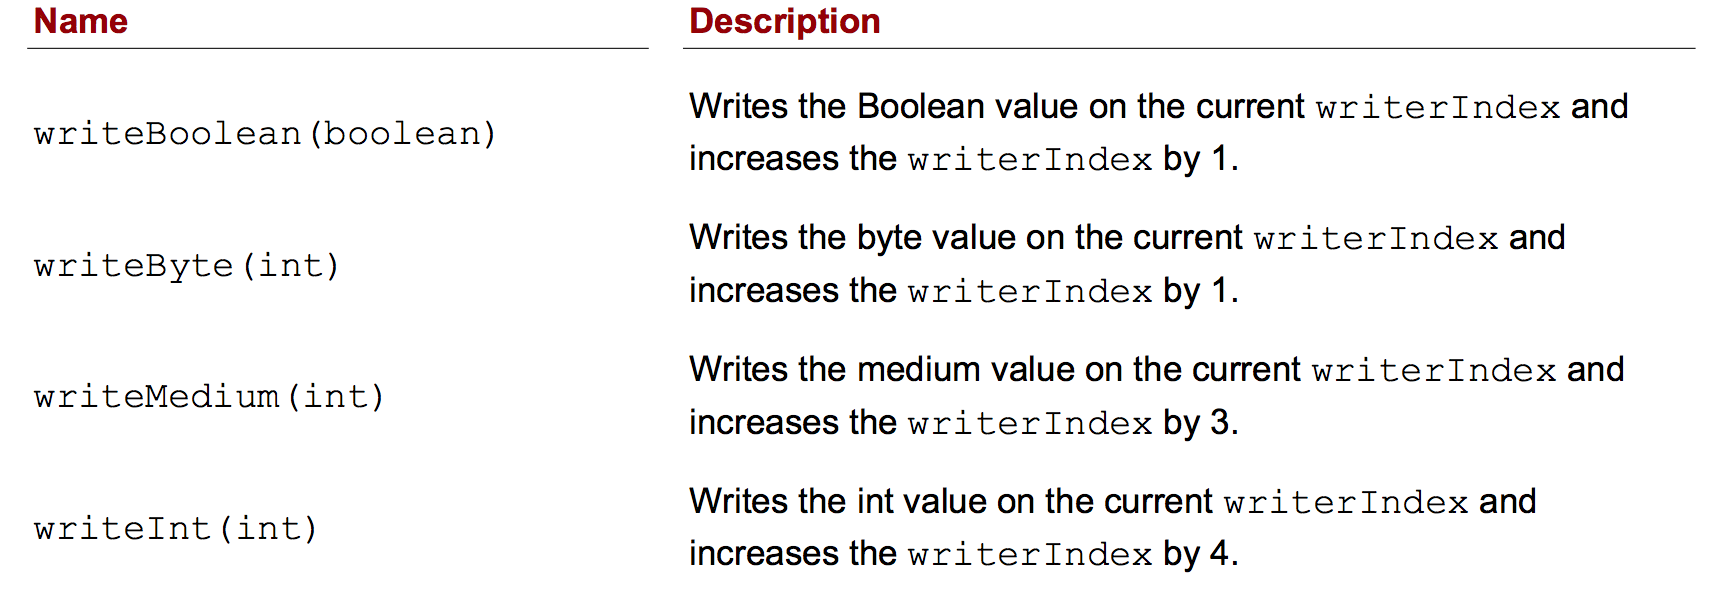 Name Description
Writes the Boolean value on the current writerIndex and
writeBoolean(boolean)
increases the writerIndex by 1.
Writes the byte value on the current writerIndex and
writeByte(int)
increases the writerIndex by 1.
Writes the medium value on the current writerIndex and
writeMedium(int)
increases the writerIndex by 3.
Writes the int value on the current writerIndex and
writeInt(int)
increases the writerIndex by 4.